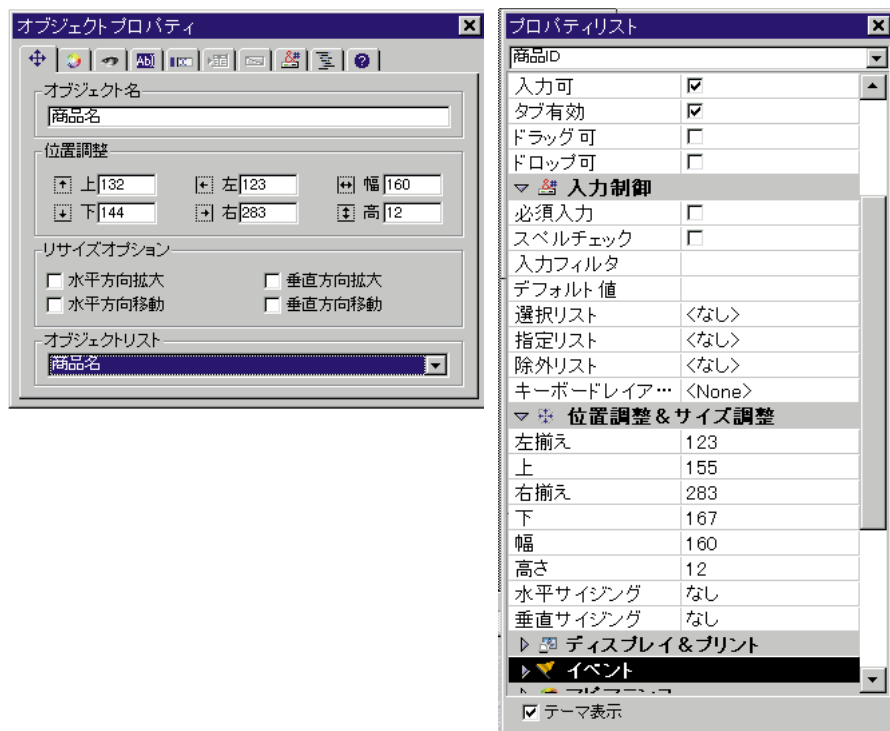 オブジェクトプロパティ
Ab
オブジェクト名
商品名
位置調整
上 132 左 123 幅 160
下 144 右 283 高 12
リサイズオプション
水平方向拡大 垂直方向拡大
水平方向移動 垂直方向移動
オブジェクトリスト
商品名
プロパティリスト
商品ID
入力可
タブ有効
ドラッグ可
ドロップ可
入力制御
必須入力
スペルチェック
入力フィルタ
デフォルト値
選択リスト <なし>
指定リスト <なし>
除外リスト <なし>
キーボードレイア… <None>
位置調整&サイズ調整
左揃え 123
上 155
右揃え 283
下 167
幅 160
高さ 12
水平サイジング なし
垂直サイジング なし
ディスプレイ&プリント
イベント
テーマ表示